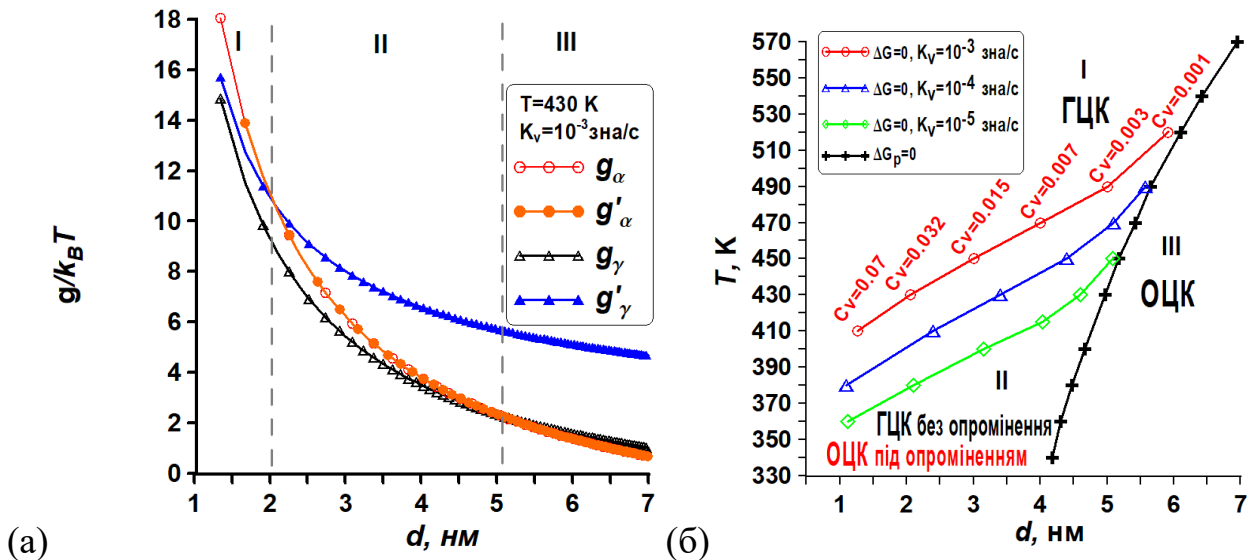 18
16
14
12
10
8
6
4
2
0
g/k_BT
I
II
III
T=430 K
K_v=10⁻³зна/с
g_α
g'_α
g_γ
g'_γ
1 2 3 4 5 6 7
d, нм
(а)
570
550
530
510
490
470
450
430
410
390
370
350
330
T, K
ΔG=0, K_v=10⁻³ зна/с
ΔG=0, K_v=10⁻⁴ зна/с
ΔG=0, K_v=10⁻⁵ зна/с
ΔG_p=0
I
ГЦК
Cv=0.001
Cv=0.003
Cv=0.007
Cv=0.015
Cv=0.032
Cv=0.07
III
ОЦК
II
ГЦК без опромінення
ОЦК під опроміненням
1 2 3 4 5 6 7
d, нм
(б)